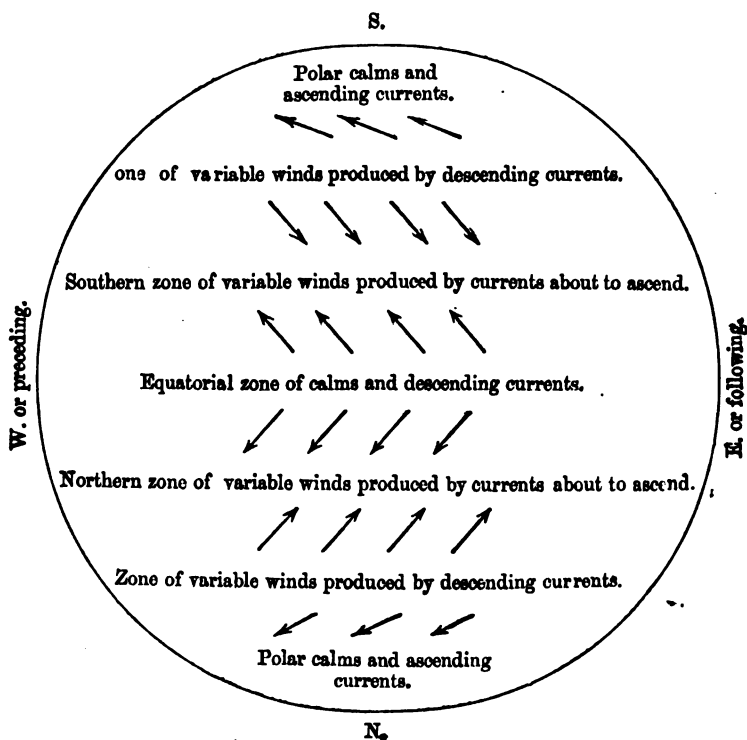 S.
Polar calms and
ascending currents.
one of variable winds produced by descending currents.
Southern zone of variable winds produced by currents about to ascend.
W. or preceding.
E. or following.
Equatorial zone of calms and descending currents.
Northern zone of variable winds produced by currents about to ascend.
Zone of variable winds produced by descending currents.
Polar calms and ascending
currents.
N.